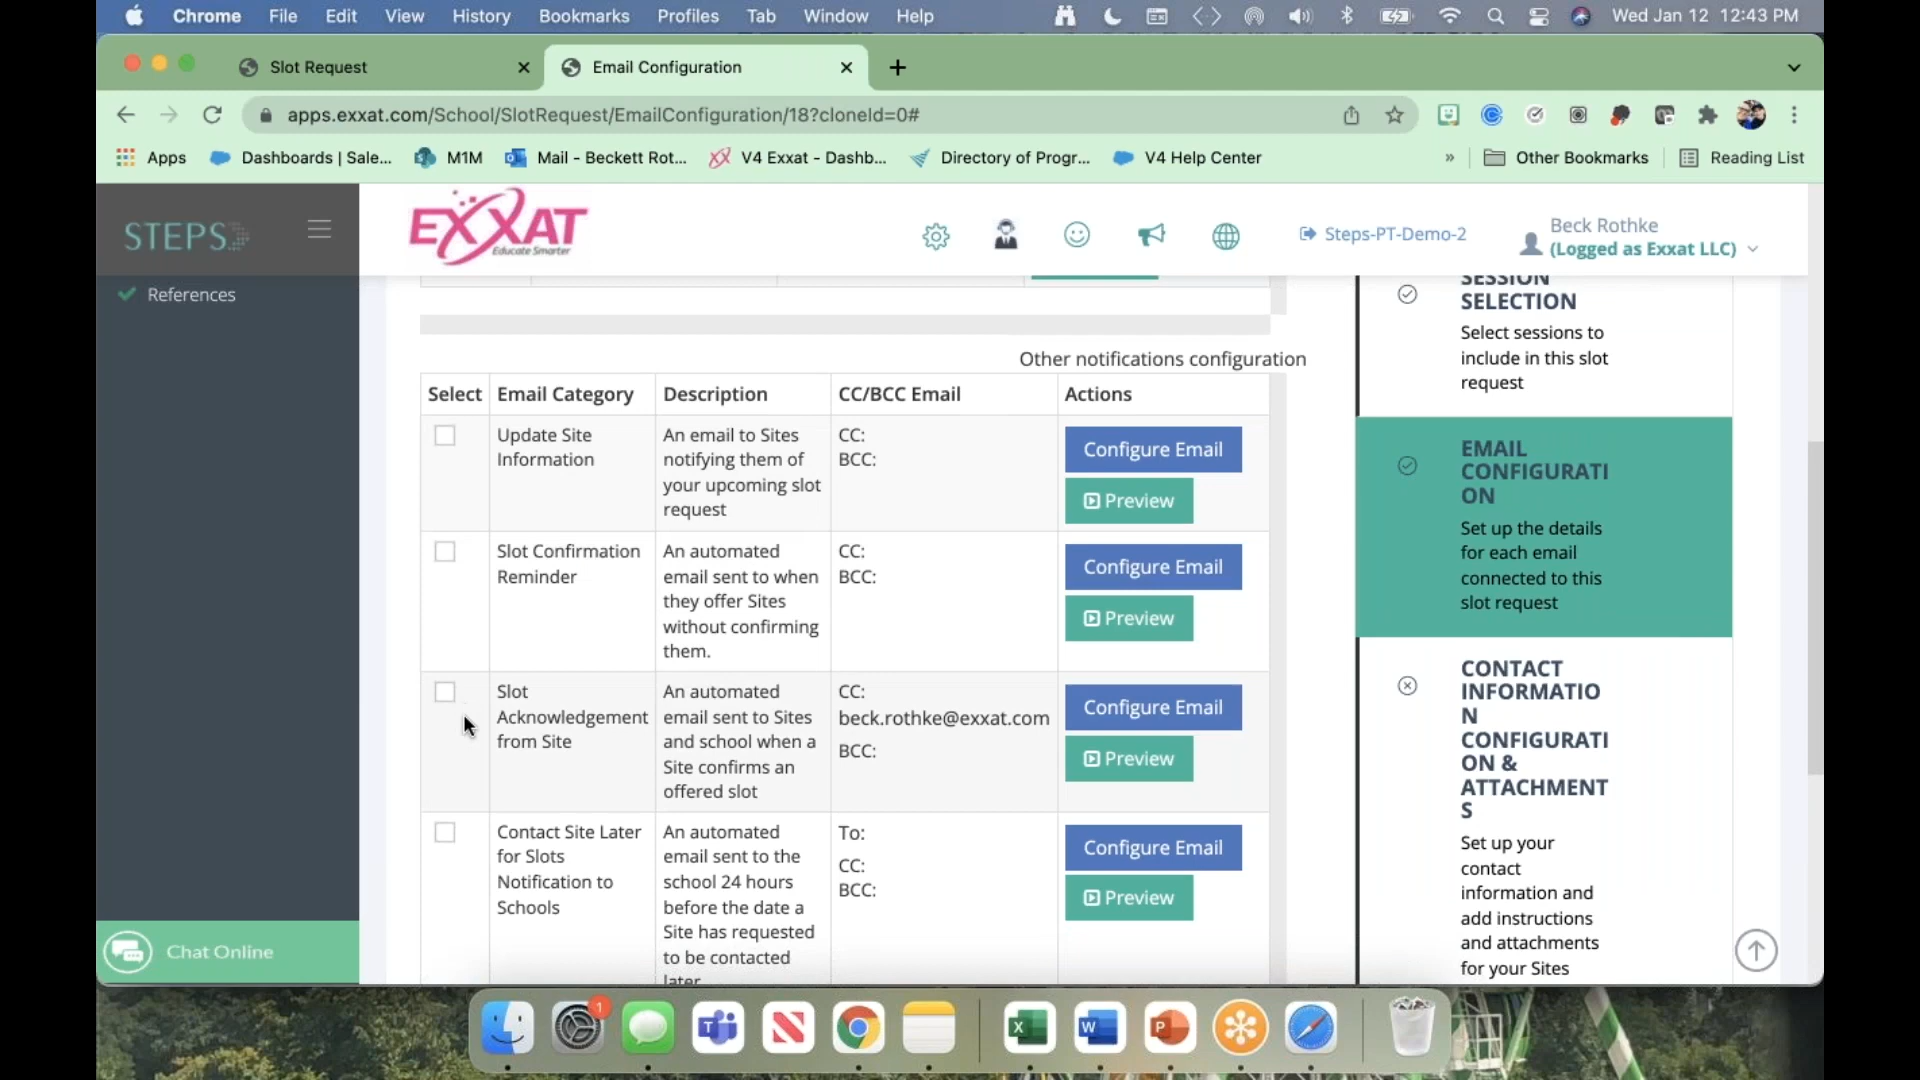 Chrome File Edit View History Bookmarks Profiles Tab Window Help Wed Jan 12 12:43 PM
Slot Request
Email Configuration
apps.exxat.com/School/SlotRequest/EmailConfiguration/18?cloneId=0#
Apps Dashboards | Sale... M1M Mail - Beckett Rot... V4 Exxat - Dashb... Directory of Progr... V4 Help Center » Other Bookmarks Reading List
STEPS
EXXAT
Educate Smarter
Steps-PT-Demo-2
Beck Rothke
(Logged as Exxat LLC)
References
Other notifications configuration
Select Email Category Description CC/BCC Email Actions
Update Site
Information
An email to Sites
notifying them of
your upcoming slot
request
CC:
BCC:
Configure Email
Preview
Slot Confirmation
Reminder
An automated
email sent to when
they offer Sites
without confirming
them.
CC:
BCC:
Configure Email
Preview
Slot
Acknowledgement
from Site
An automated
email sent to Sites
and school when a
Site confirms an
offered slot
CC:
beck.rothke@exxat.com
BCC:
Configure Email
Preview
Contact Site Later
for Slots
Notification to
Schools
An automated
email sent to the
school 24 hours
before the date a
Site has requested
to be contacted
later
To:
CC:
BCC:
Configure Email
Preview
SESSION
SELECTION
Select sessions to
include in this slot
request
EMAIL
CONFIGURATI
ON
Set up the details
for each email
connected to this
slot request
CONTACT
INFORMATIO
N
CONFIGURATI
ON &
ATTACHMENT
S
Set up your
contact
information and
add instructions
and attachments
for your Sites
Chat Online
1